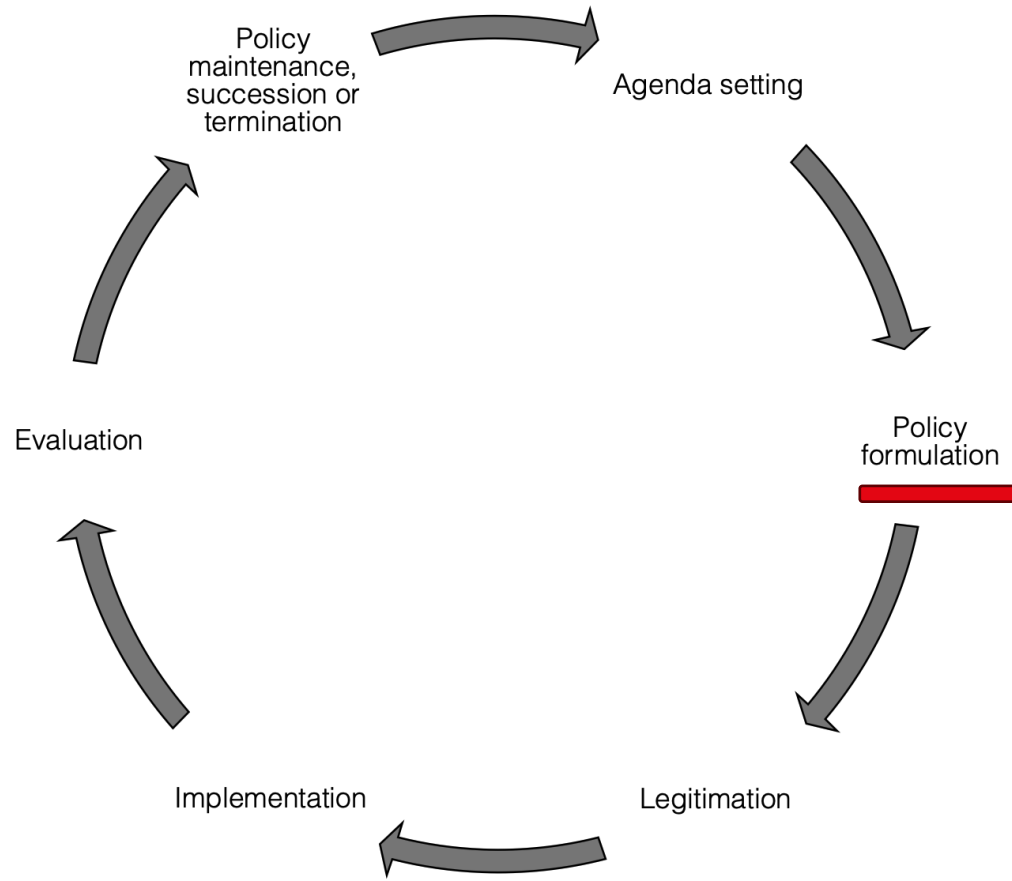 Policy
maintenance,
succession or
termination
Agenda setting
Policy
formulation
Legitimation
Implementation
Evaluation